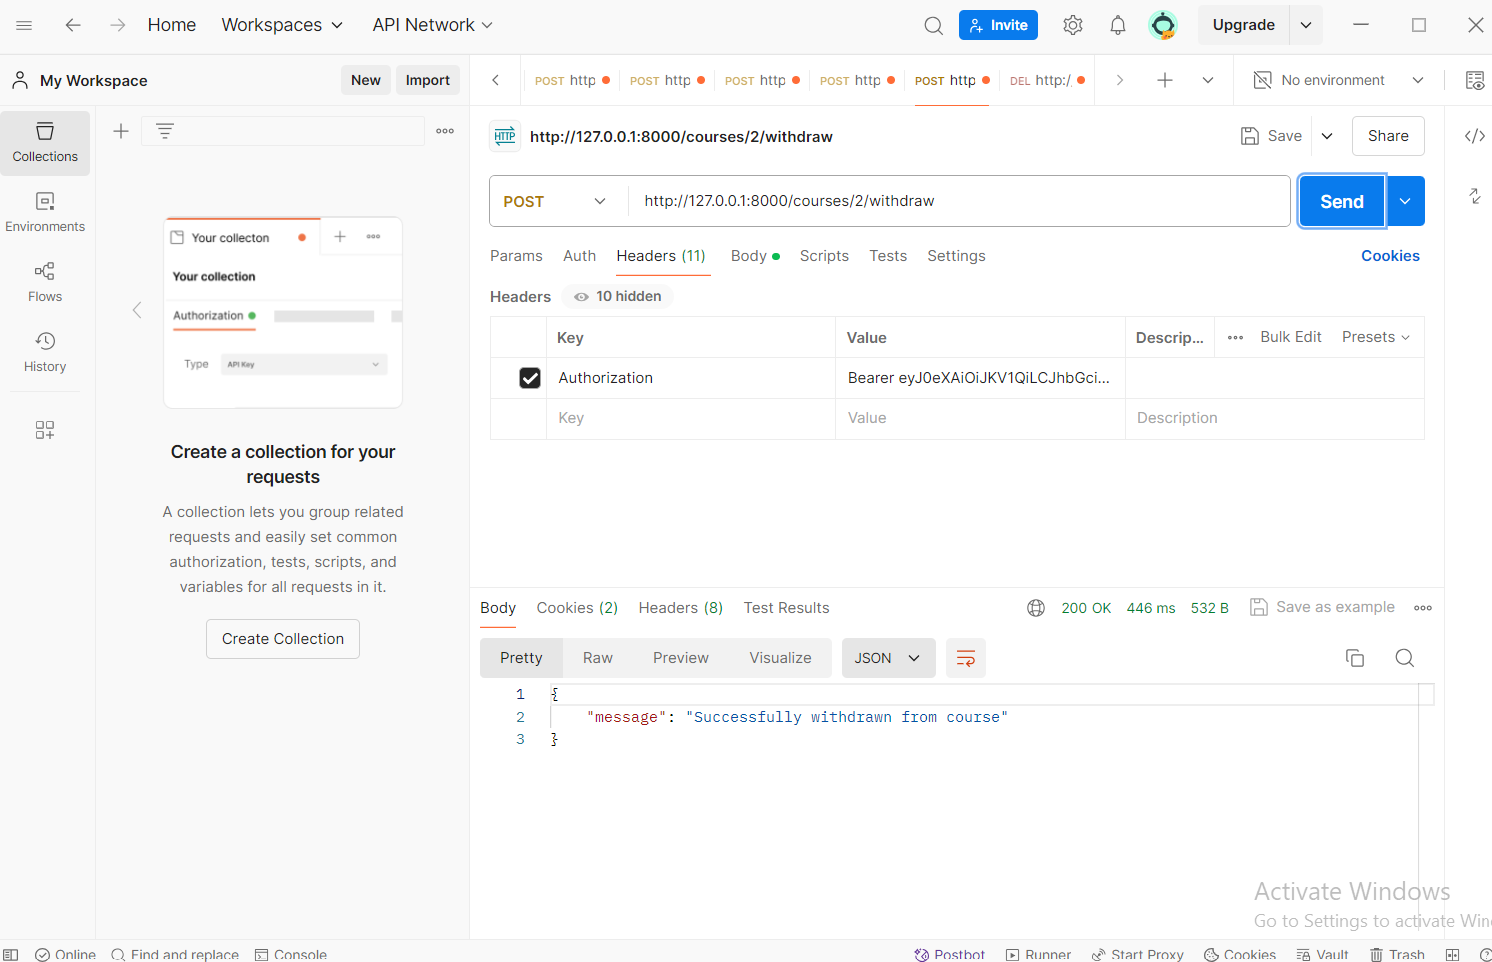 Home Workspaces API Network Invite Upgrade
My Workspace New Import POST http POST http POST http POST http POST http DEL http:/ No environment
Collections
Environments
Flows
History
Your collecton
Your collection
Authorization
Type API Key
Create a collection for your
requests
A collection lets you group related
requests and easily set common
authorization, tests, scripts, and
variables for all requests in it.
Create Collection
HTTP http://127.0.0.1:8000/courses/2/withdraw Save Share
POST http://127.0.0.1:8000/courses/2/withdraw Send
Params Auth Headers (11) Body Scripts Tests Settings Cookies
Headers 10 hidden
Key Value Descrip... Bulk Edit Presets
Authorization Bearer eyJ0eXAiOiJKV1QiLCJhbGci...
Key Value Description
Body Cookies (2) Headers (8) Test Results 200 OK 446 ms 532 B Save as example
Pretty Raw Preview Visualize JSON
1 {
2 "message": "Successfully withdrawn from course"
3 }
Activate Windows
Go to Settings to activate Win
Online Find and replace Console Postbot Runner Start Proxy Cookies Vault Trash